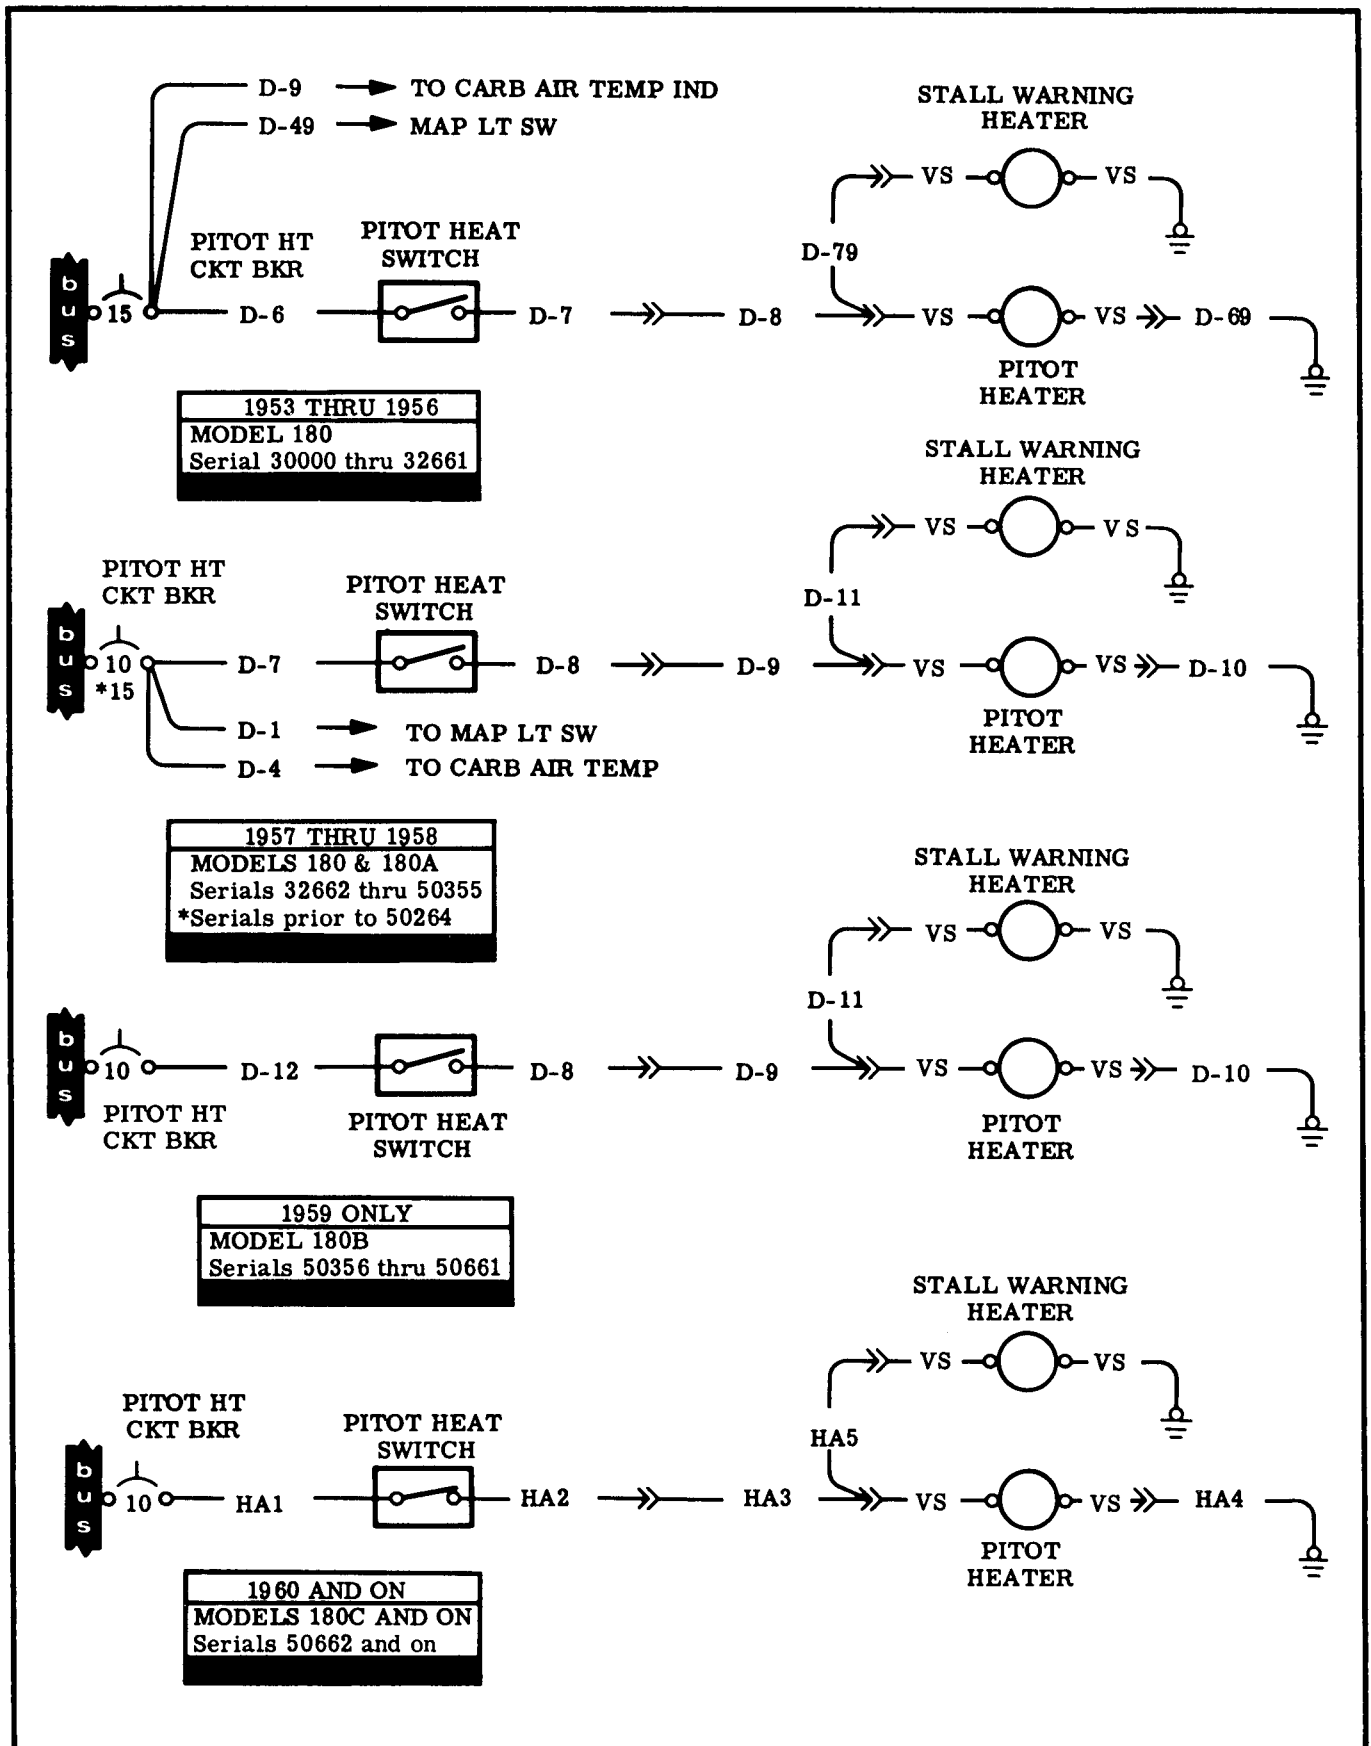 D-9 TO CARB AIR TEMP IND
D-49 MAP LT SW
STALL WARNING
HEATER
VS VS
PITOT HT
CKT BKR
PITOT HEAT
SWITCH
D-79
bus 15 D-6 D-7 D-8 VS VS D-69
PITOT
HEATER
1953 THRU 1956
MODEL 180
Serial 30000 thru 32661
STALL WARNING
HEATER
VS VS
PITOT HT
CKT BKR
PITOT HEAT
SWITCH
D-11
bus 10 D-7 D-8 D-9 VS VS D-10
*15
PITOT
HEATER
D-1 TO MAP LT SW
D-4 TO CARB AIR TEMP
1957 THRU 1958
MODELS 180 & 180A
Serials 32662 thru 50355
*Serials prior to 50264
STALL WARNING
HEATER
VS VS
D-11
bus 10 D-12 D-8 D-9 VS VS D-10
PITOT HT
CKT BKR
PITOT HEAT
SWITCH
PITOT
HEATER
1959 ONLY
MODEL 180B
Serials 50356 thru 50661
STALL WARNING
HEATER
VS VS
PITOT HT
CKT BKR
PITOT HEAT
SWITCH
HA5
bus 10 HA1 HA2 HA3 VS VS HA4
PITOT
HEATER
1960 AND ON
MODELS 180C AND ON
Serials 50662 and on